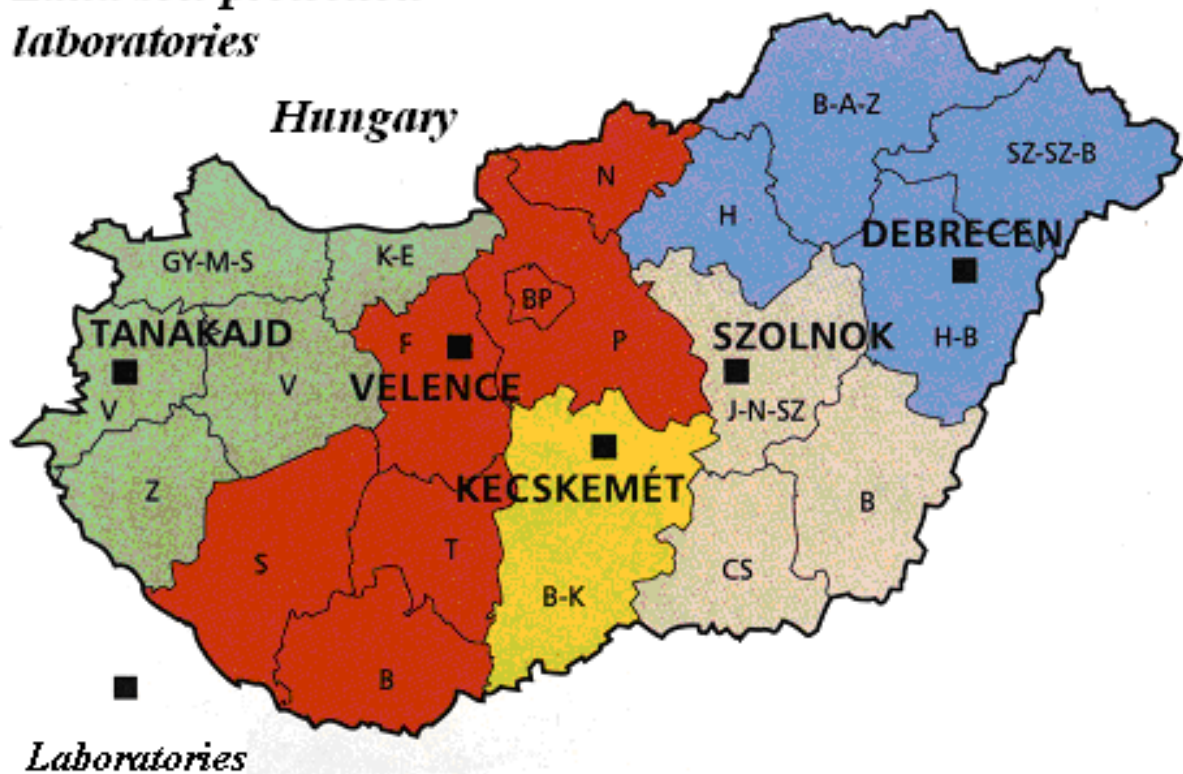 laboratories
Hungary
B-A-Z
SZ-SZ-B
N
H
DEBRECEN
GY-M-S
K-E
BP
H-B
TANAKAJD
F
P
SZOLNOK
V
V
VELENCE
J-N-SZ
Z
KECSKEMÉT
B
S
T
CS
B-K
B
Laboratories